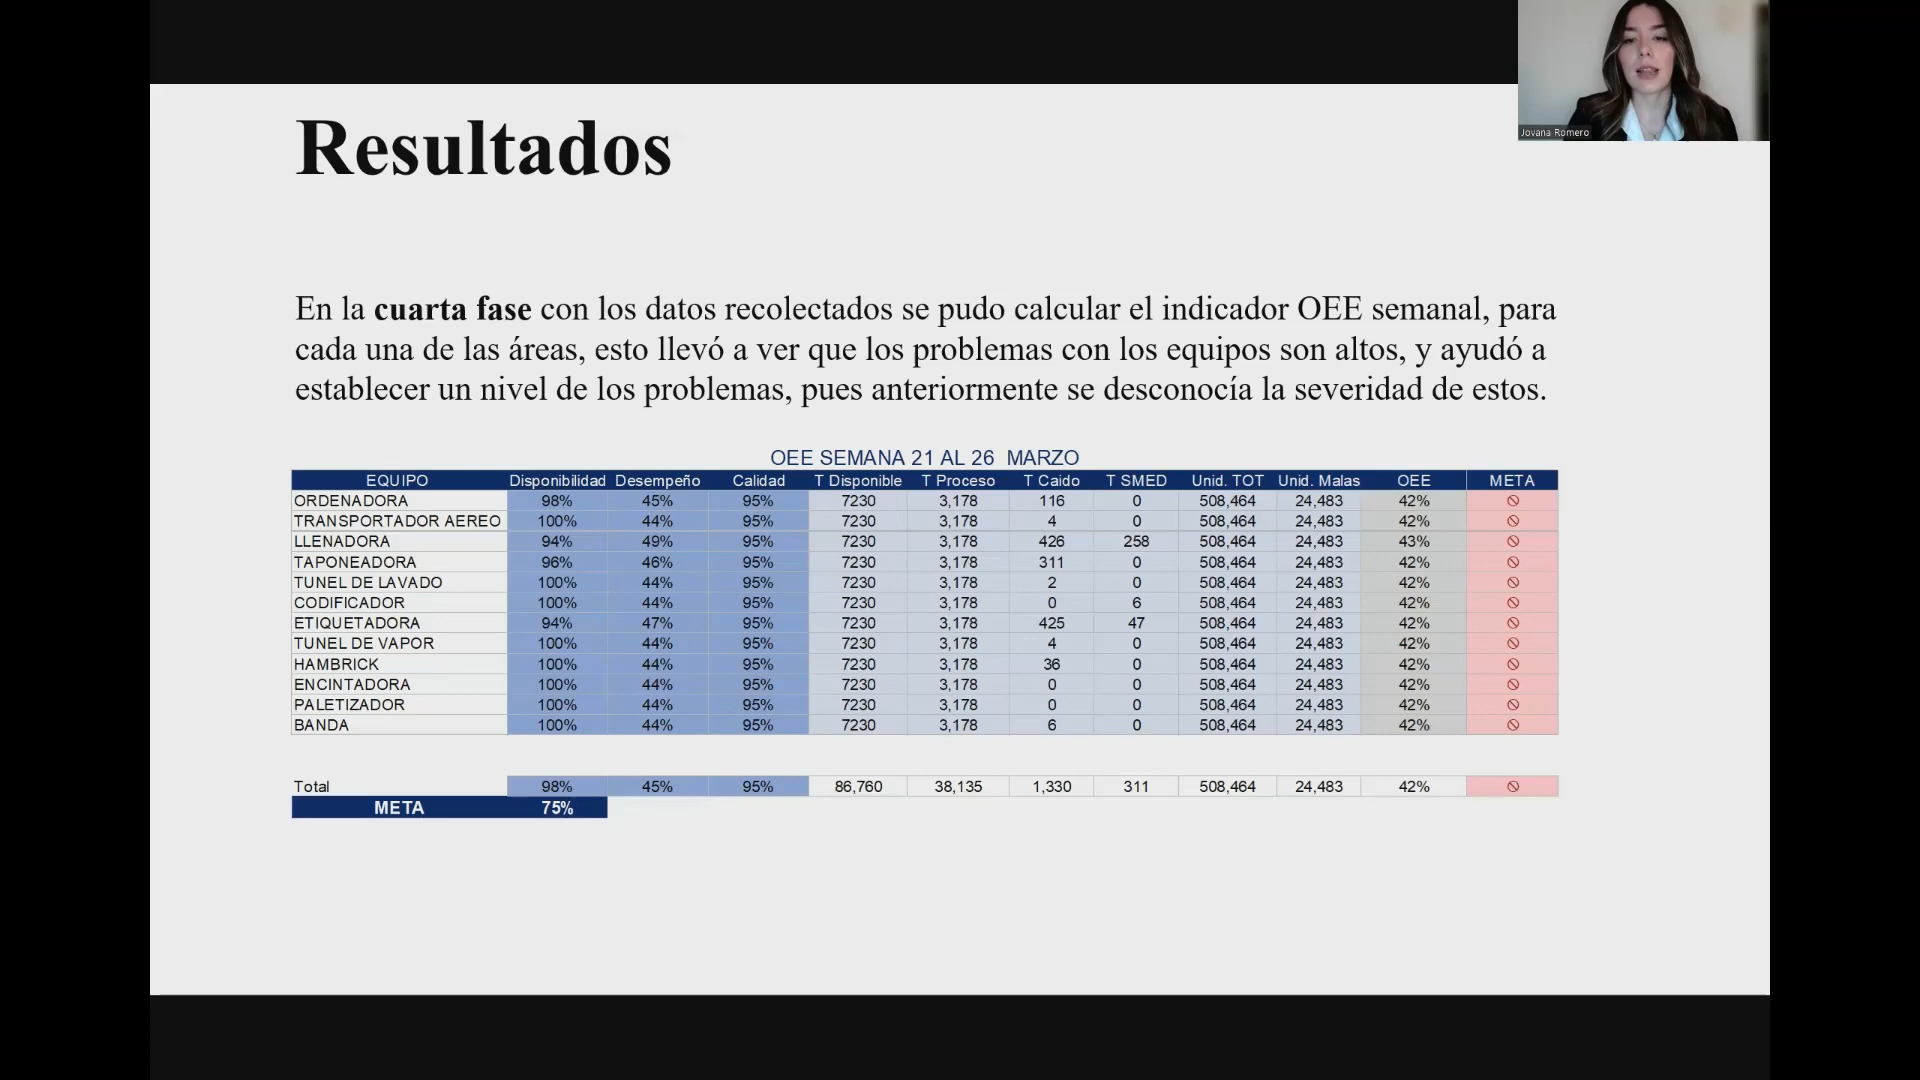 Resultados
Jovana Romero
En la cuarta fase con los datos recolectados se pudo calcular el indicador OEE semanal, para
cada una de las áreas, esto llevó a ver que los problemas con los equipos son altos, y ayudó a
establecer un nivel de los problemas, pues anteriormente se desconocía la severidad de estos.
OEE SEMANA 21 AL 26 MARZO
EQUIPO Disponibilidad Desempeño Calidad T Disponible T Proceso T Caido T SMED Unid. TOT Unid. Malas OEE META
ORDENADORA 98% 45% 95% 7230 3,178 116 0 508,464 24,483 42%
TRANSPORTADOR AEREO 100% 44% 95% 7230 3,178 4 0 508,464 24,483 42%
LLENADORA 94% 49% 95% 7230 3,178 426 258 508,464 24,483 43%
TAPONEADORA 96% 46% 95% 7230 3,178 311 0 508,464 24,483 42%
TUNEL DE LAVADO 100% 44% 95% 7230 3,178 2 0 508,464 24,483 42%
CODIFICADOR 100% 44% 95% 7230 3,178 0 6 508,464 24,483 42%
ETIQUETADORA 94% 47% 95% 7230 3,178 425 47 508,464 24,483 42%
TUNEL DE VAPOR 100% 44% 95% 7230 3,178 4 0 508,464 24,483 42%
HAMBRICK 100% 44% 95% 7230 3,178 36 0 508,464 24,483 42%
ENCINTADORA 100% 44% 95% 7230 3,178 0 0 508,464 24,483 42%
PALETIZADOR 100% 44% 95% 7230 3,178 0 0 508,464 24,483 42%
BANDA 100% 44% 95% 7230 3,178 6 0 508,464 24,483 42%
Total 98% 45% 95% 86,760 38,135 1,330 311 508,464 24,483 42%
META 75%